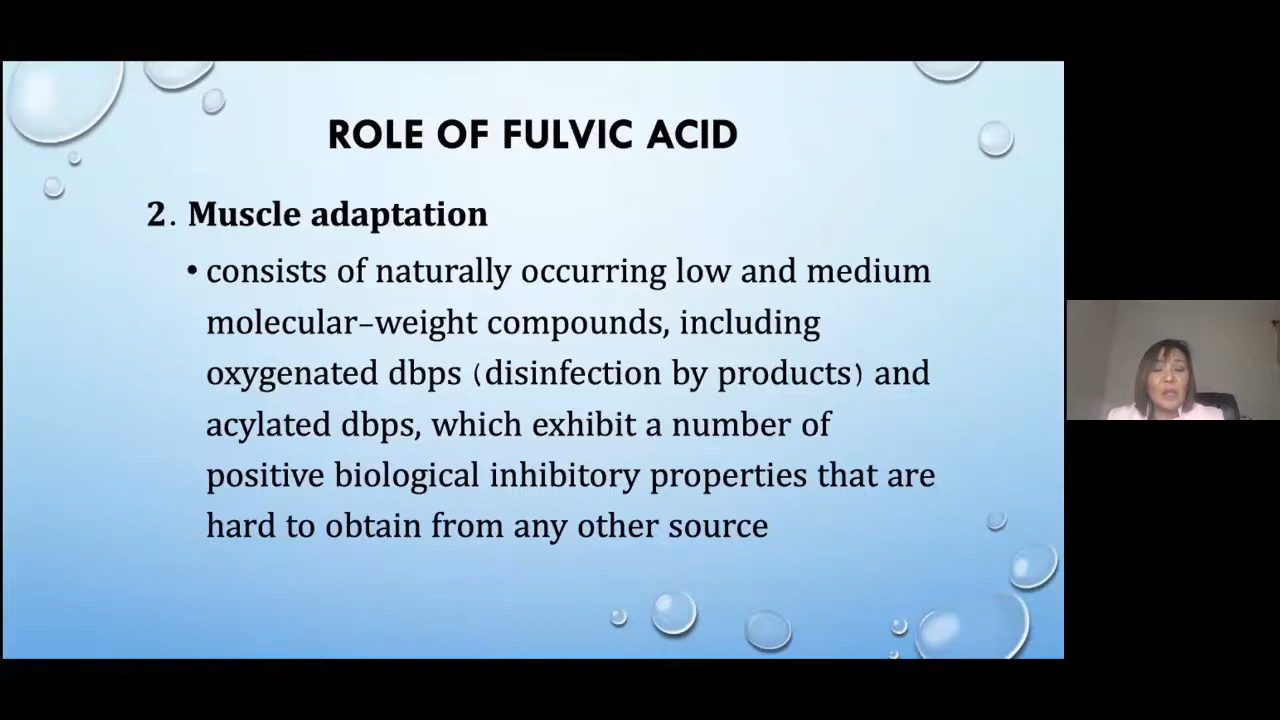 ROLE OF FULVIC ACID
2. Muscle adaptation
• consists of naturally occurring low and medium
molecular–weight compounds, including
oxygenated dbps (disinfection by products) and
acylated dbps, which exhibit a number of
positive biological inhibitory properties that are
hard to obtain from any other source